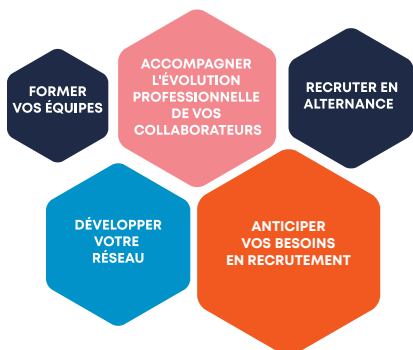 FORMER
VOS ÉQUIPES
ACCOMPAGNER
L'ÉVOLUTION
PROFESSIONNELLE
DE VOS
COLLABORATEURS
RECRUTER EN
ALTERNANCE
DÉVELOPPER
VOTRE
RÉSEAU
ANTICIPER
VOS BESOINS
EN RECRUTEMENT